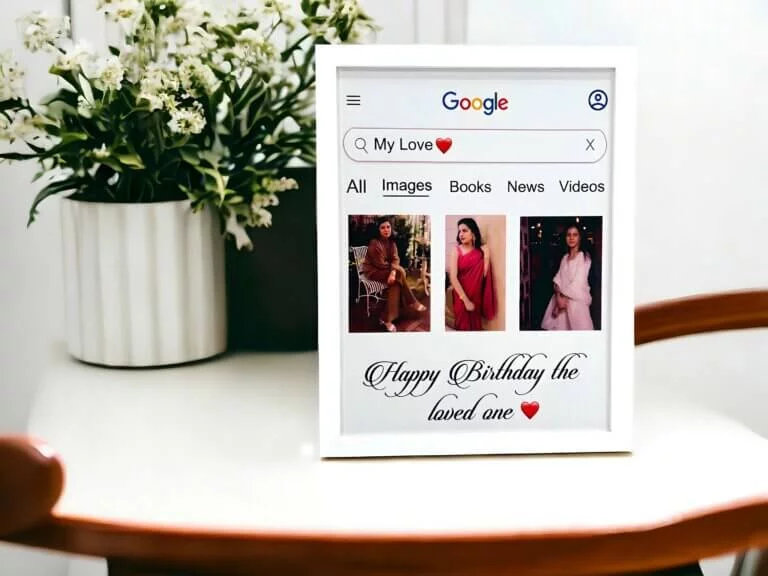 Google
My Love❤️ X
All Images Books News Videos
Happy Birthday the
loved one ❤️